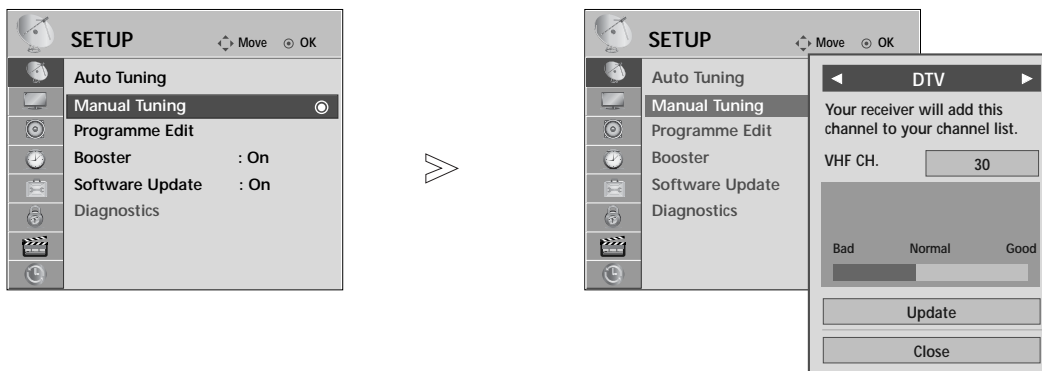 SETUP Move OK
Auto Tuning
Manual Tuning
Programme Edit
Booster : On
Software Update : On
Diagnostics
SETUP Move OK
Auto Tuning
Manual Tuning
Programme Edit
Booster
Software Update
Diagnostics
◄ DTV ►
Your receiver will add this
channel to your channel list.
VHF CH. 30
Bad Normal Good
Update
Close